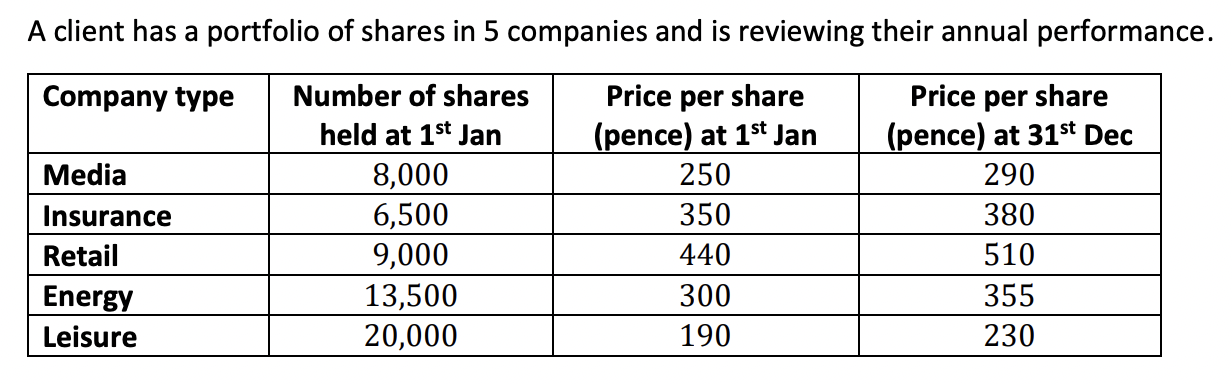 A client has a portfolio of shares in 5 companies and is reviewing their annual performance.
Company type Number of shares held at 1st Jan Price per share (pence) at 1st Jan Price per share (pence) at 31st Dec
Media 8,000 250 290
Insurance 6,500 350 380
Retail 9,000 440 510
Energy 13,500 300 355
Leisure 20,000 190 230